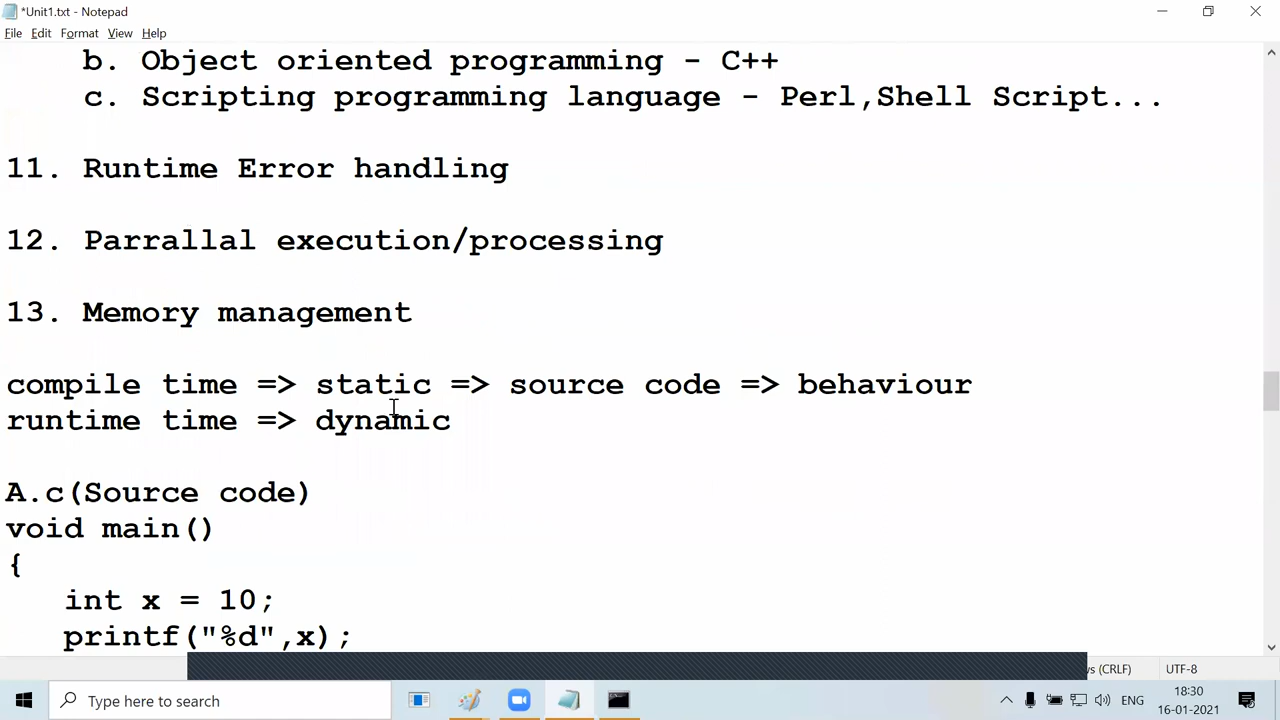 *Unit1.txt - Notepad
File Edit Format View Help
b. Object oriented programming - C++
c. Scripting programming language - Perl,Shell Script...
11. Runtime Error handling
12. Parrallal execution/processing
13. Memory management
compile time => static => source code => behaviour
runtime time => dynamic
A.c(Source code)
void main()
{
int x = 10;
printf("%d",x);
(CRLF) UTF-8
Type here to search
ENG
18:30
16-01-2021